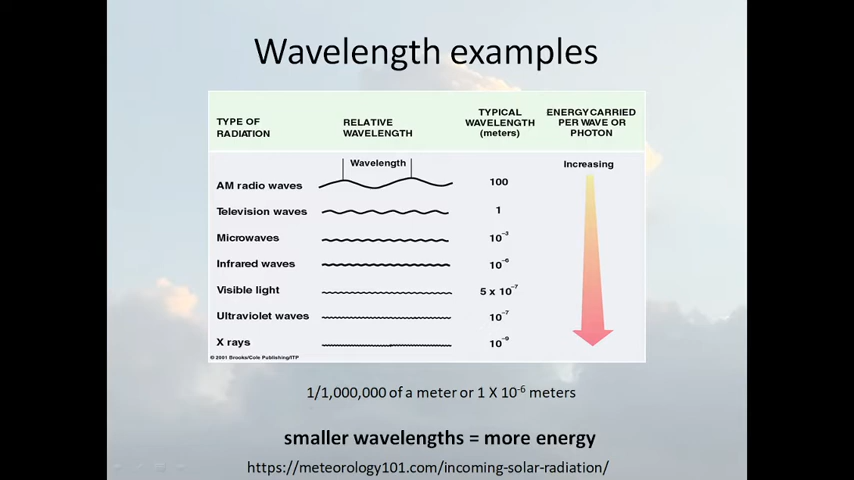 Wavelength examples
TYPE OF RADIATION
RELATIVE WAVELENGTH
TYPICAL WAVELENGTH (meters)
ENERGY CARRIED PER WAVE OR PHOTON
Wavelength
Increasing
AM radio waves 100
Television waves 1
Microwaves 10⁻³
Infrared waves 10⁻⁶
Visible light 5 x 10⁻⁷
Ultraviolet waves 10⁻⁷
X rays 10⁻⁹
© 2001 Brooks/Cole Publishing/ITP
1/1,000,000 of a meter or 1 X 10⁻⁶ meters
smaller wavelengths = more energy
https://meteorology101.com/incoming-solar-radiation/